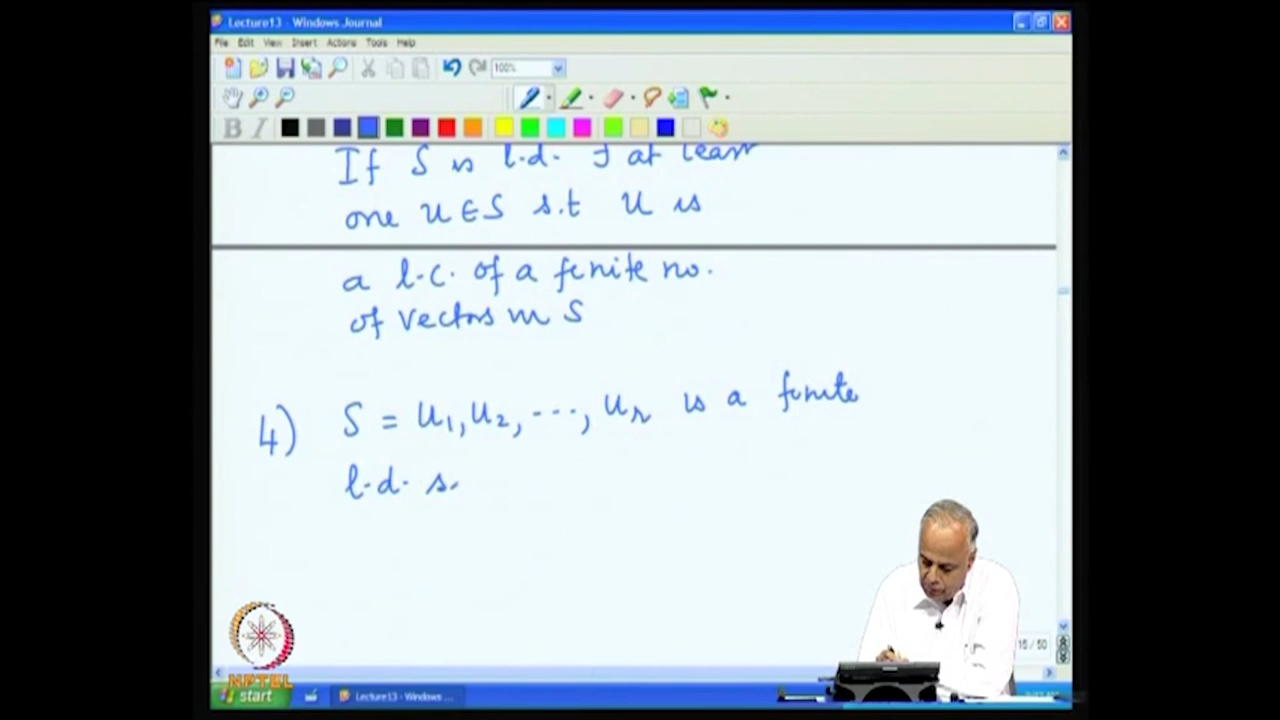 Lecture13 - Windows Journal
File Edit View Insert Actions Tools Help
100%
B I
If S is l.d. ∃ at least
one u ∈ S s.t u is
a l.c. of a finite no.
of vectors in S
4) S = u1, u2, ..., ur is a finite
l.d. s.
15 / 50
NPTEL
start Lecture13 - Windows ...